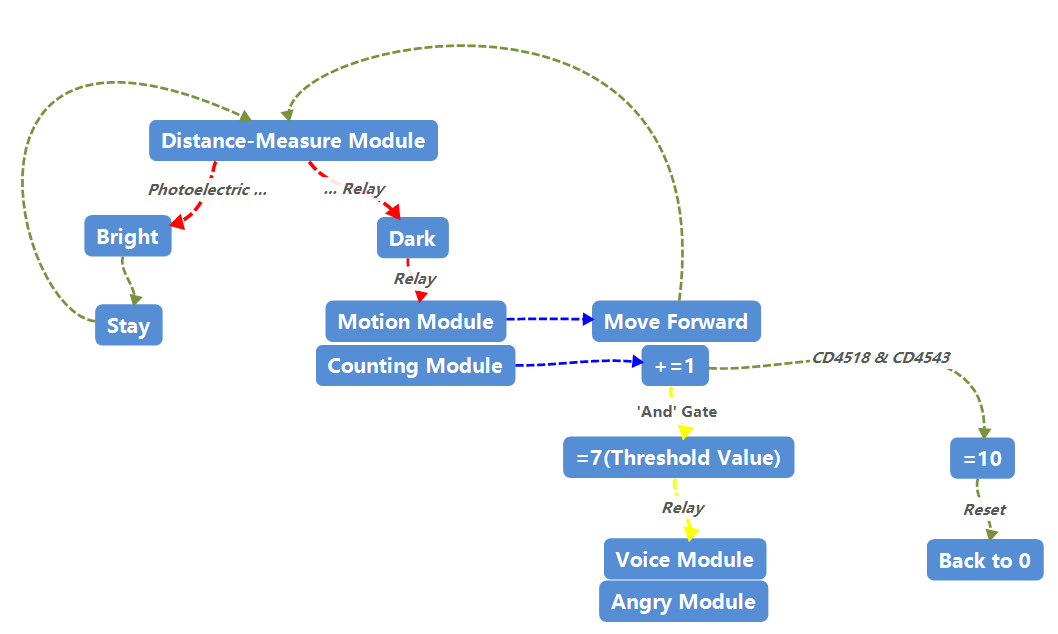 Distance-Measure Module
Photoelectric ...
... Relay
Bright
Dark
Relay
Stay
Motion Module
Move Forward
Counting Module
+=1
CD4518 & CD4543
'And' Gate
=7(Threshold Value)
=10
Relay
Reset
Voice Module
Back to 0
Angry Module